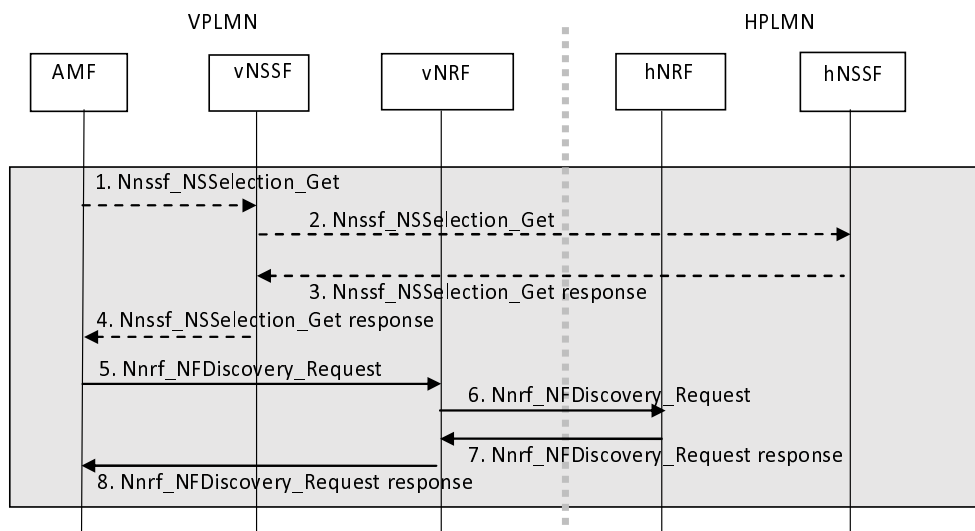 VPLMN
HPLMN
AMF
vNSSF
vNRF
hNRF
hNSSF
1. Nnssf_NSSelection_Get
2. Nnssf_NSSelection_Get
3. Nnssf_NSSelection_Get response
4. Nnssf_NSSelection_Get response
5. Nnrf_NFDiscovery_Request
6. Nnrf_NFDiscovery_Request
7. Nnrf_NFDiscovery_Request response
8. Nnrf_NFDiscovery_Request response